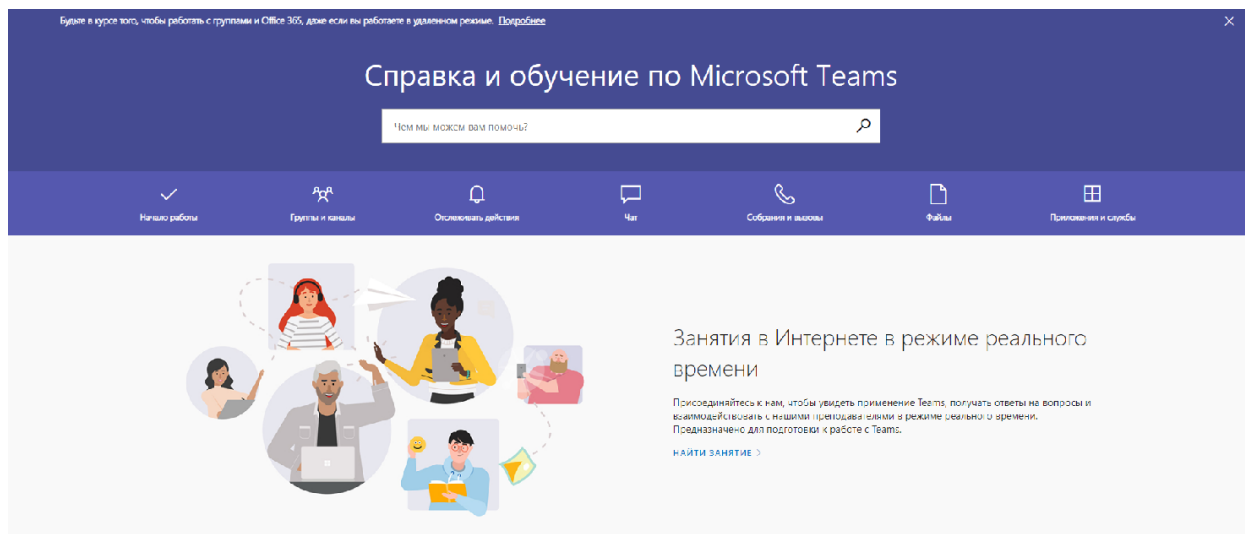 Будьте в курсе того, чтобы работать с группами и Office 365, даже если вы работаете в удаленном режиме. Подробнее
Справка и обучение по Microsoft Teams
Чем мы можем вам помочь?
Начало работы
Группы и каналы
Отслеживать действия
Чат
Собрания и вызовы
Файлы
Приложения и службы
Занятия в Интернете в режиме реального
времени
Присоединяйтесь к нам, чтобы увидеть применение Teams, получать ответы на вопросы и
взаимодействовать с нашими преподавателями в режиме реального времени.
Предназначено для подготовки к работе с Teams.
НАЙТИ ЗАНЯТИЕ >